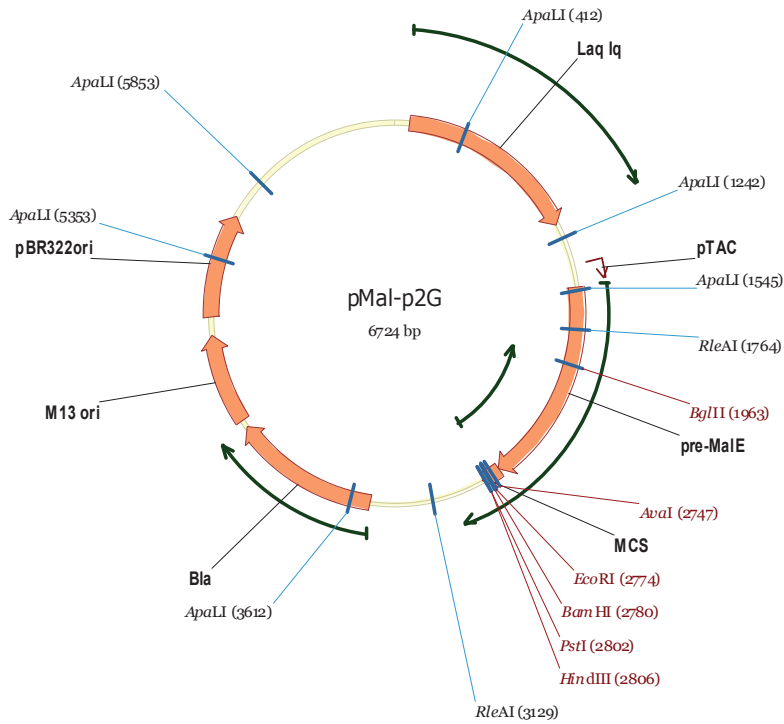 ApaLI (412)
Laq Iq
ApaLI (5853)
ApaLI (1242)
ApaLI (5353)
pBR322ori
pTAC
ApaLI (1545)
pMal-p2G
6724 bp
RleAI (1764)
M13 ori
BglII (1963)
pre-MalE
AvaI (2747)
MCS
Bla
EcoRI (2774)
ApaLI (3612)
BamHI (2780)
PstI (2802)
HindIII (2806)
RleAI (3129)